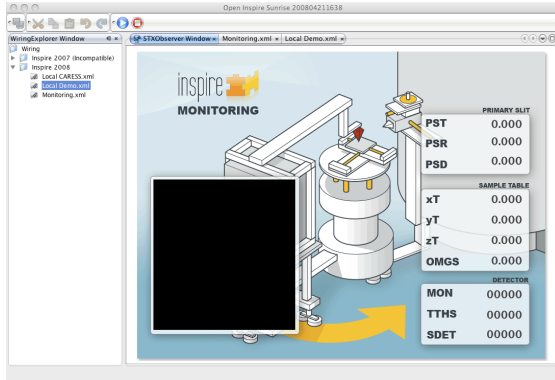 Open Inspire Sunrise 200804211638
WiringExplorer Window
STXObserver Window × Monitoring.xml × Local Demo.xml ×
Wiring
Inspire 2007 (Incompatible)
Inspire 2008
Local CARESS.xml
Local Demo.xml
Monitoring.xml
inspire
MONITORING
PRIMARY SLIT
PST 0.000
PSR 0.000
PSD 0.000
SAMPLE TABLE
xT 0.000
yT 0.000
zT 0.000
OMGS 0.000
DETECTOR
MON 00000
TTHS 00000
SDET 00000